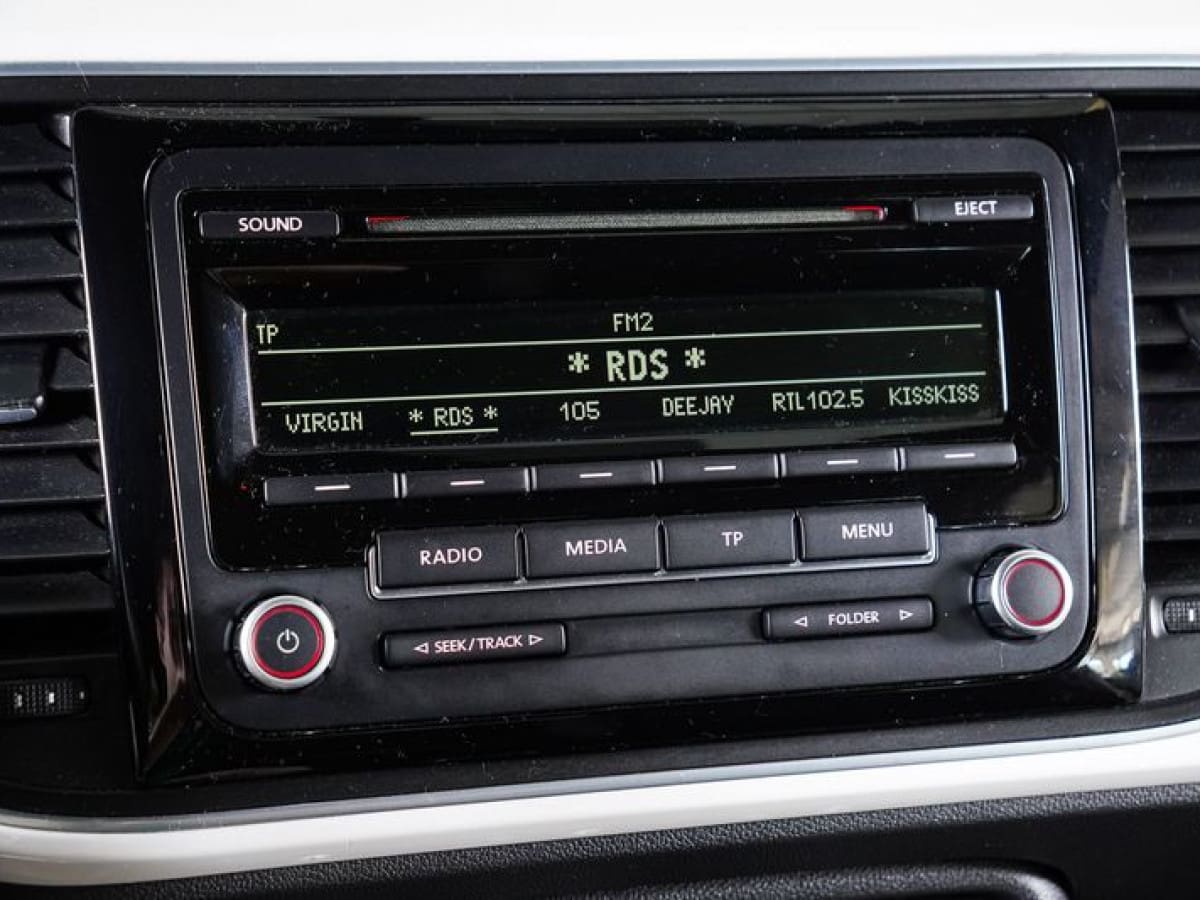 SOUND EJECT
TP FM2
* RDS *
VIRGIN * RDS * 105 DEEJAY RTL102.5 KISSKISS
RADIO MEDIA TP MENU
◁ SEEK/TRACK ▷ ◁ FOLDER ▷